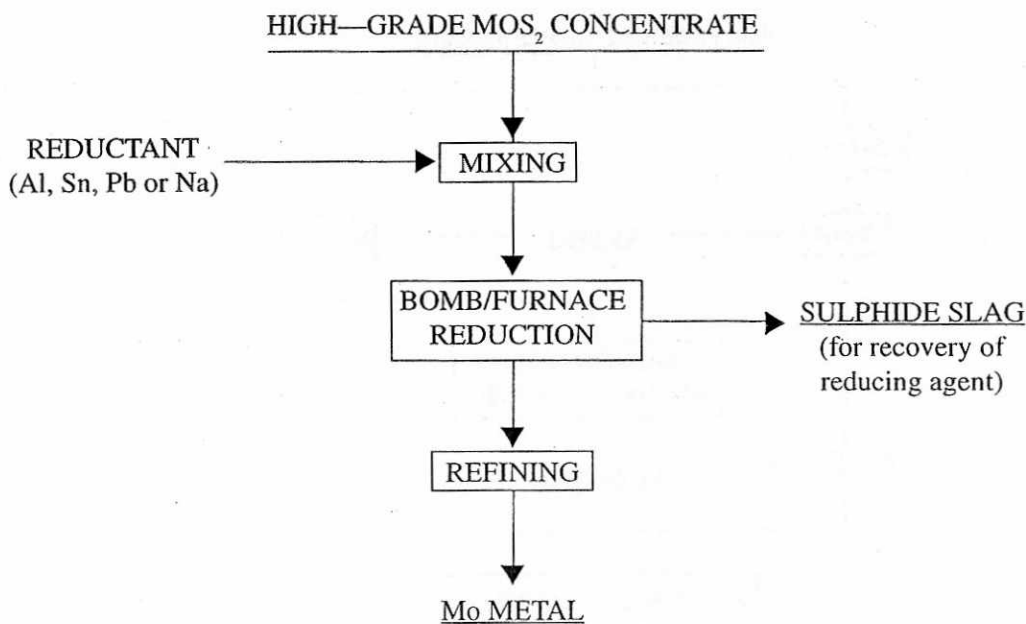 HIGH—GRADE MOS₂ CONCENTRATE
REDUCTANT
(Al, Sn, Pb or Na)
MIXING
BOMB/FURNACE
REDUCTION
SULPHIDE SLAG
(for recovery of
reducing agent)
REFINING
Mo METAL